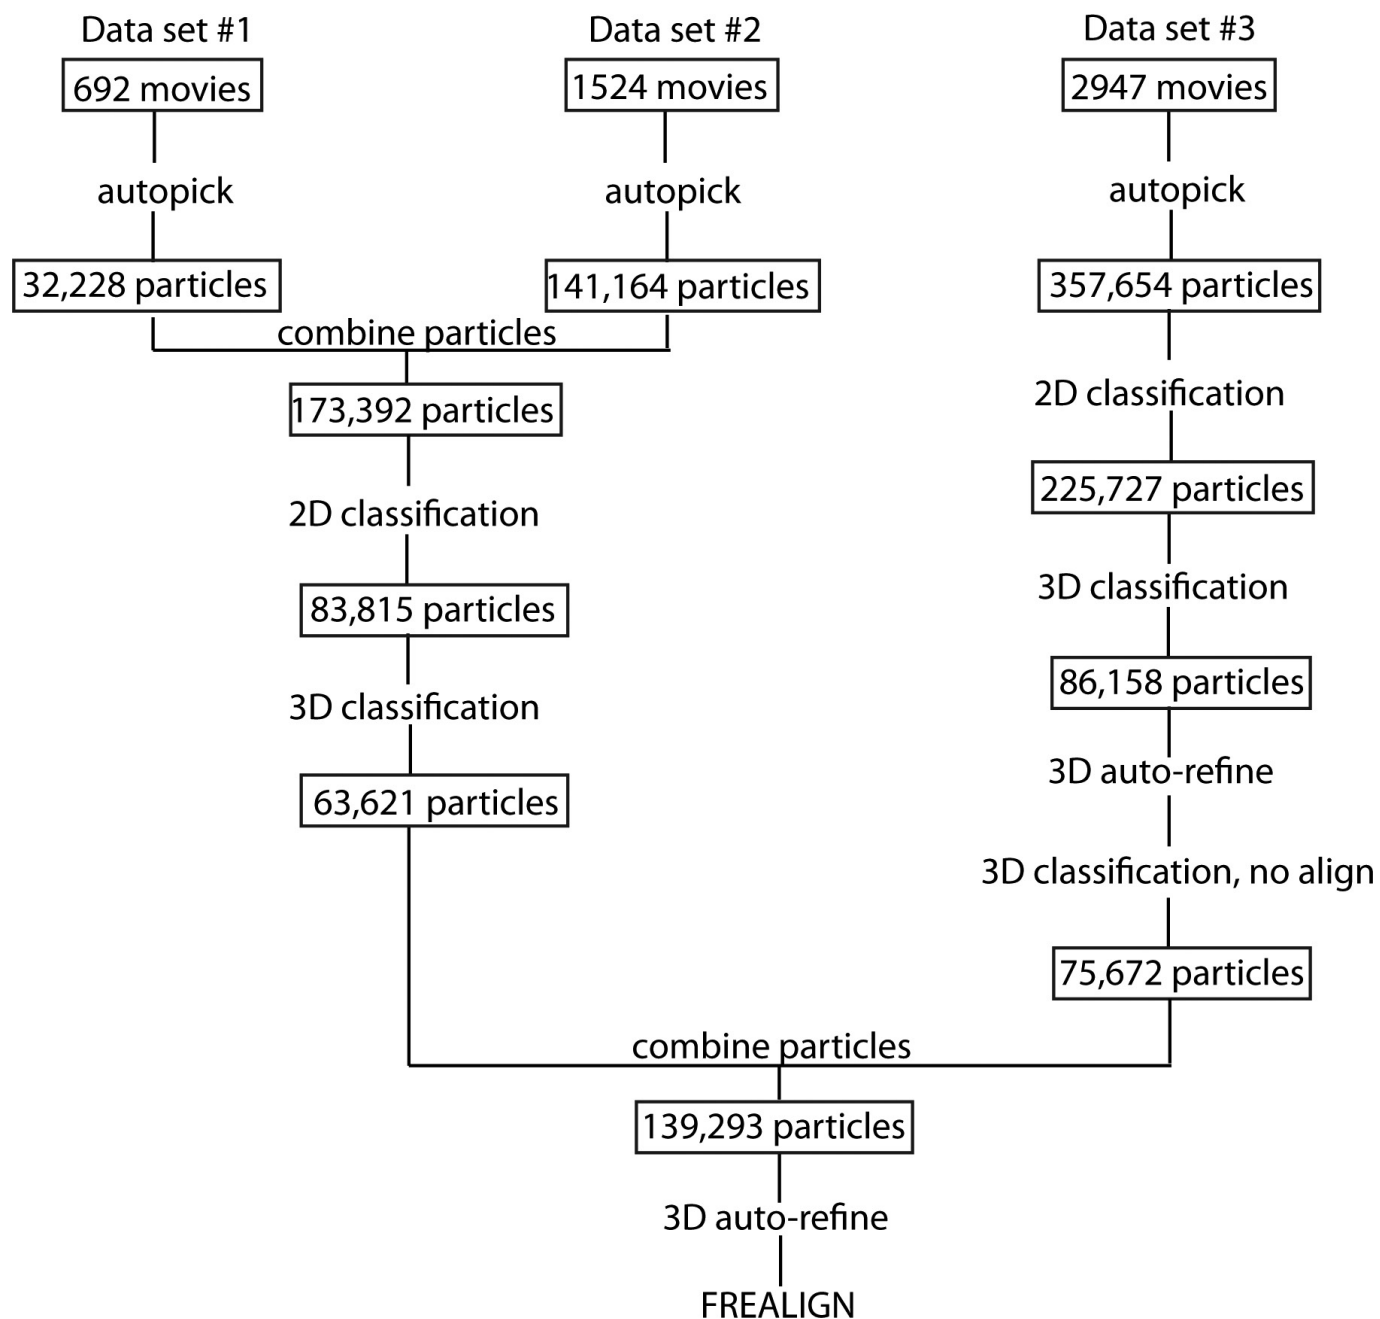 Data set #1
Data set #2
Data set #3
692 movies
1524 movies
2947 movies
autopick
autopick
autopick
32,228 particles
141,164 particles
357,654 particles
combine particles
173,392 particles
2D classification
2D classification
225,727 particles
83,815 particles
3D classification
3D classification
86,158 particles
63,621 particles
3D auto-refine
3D classification, no align
75,672 particles
combine particles
139,293 particles
3D auto-refine
FREALIGN